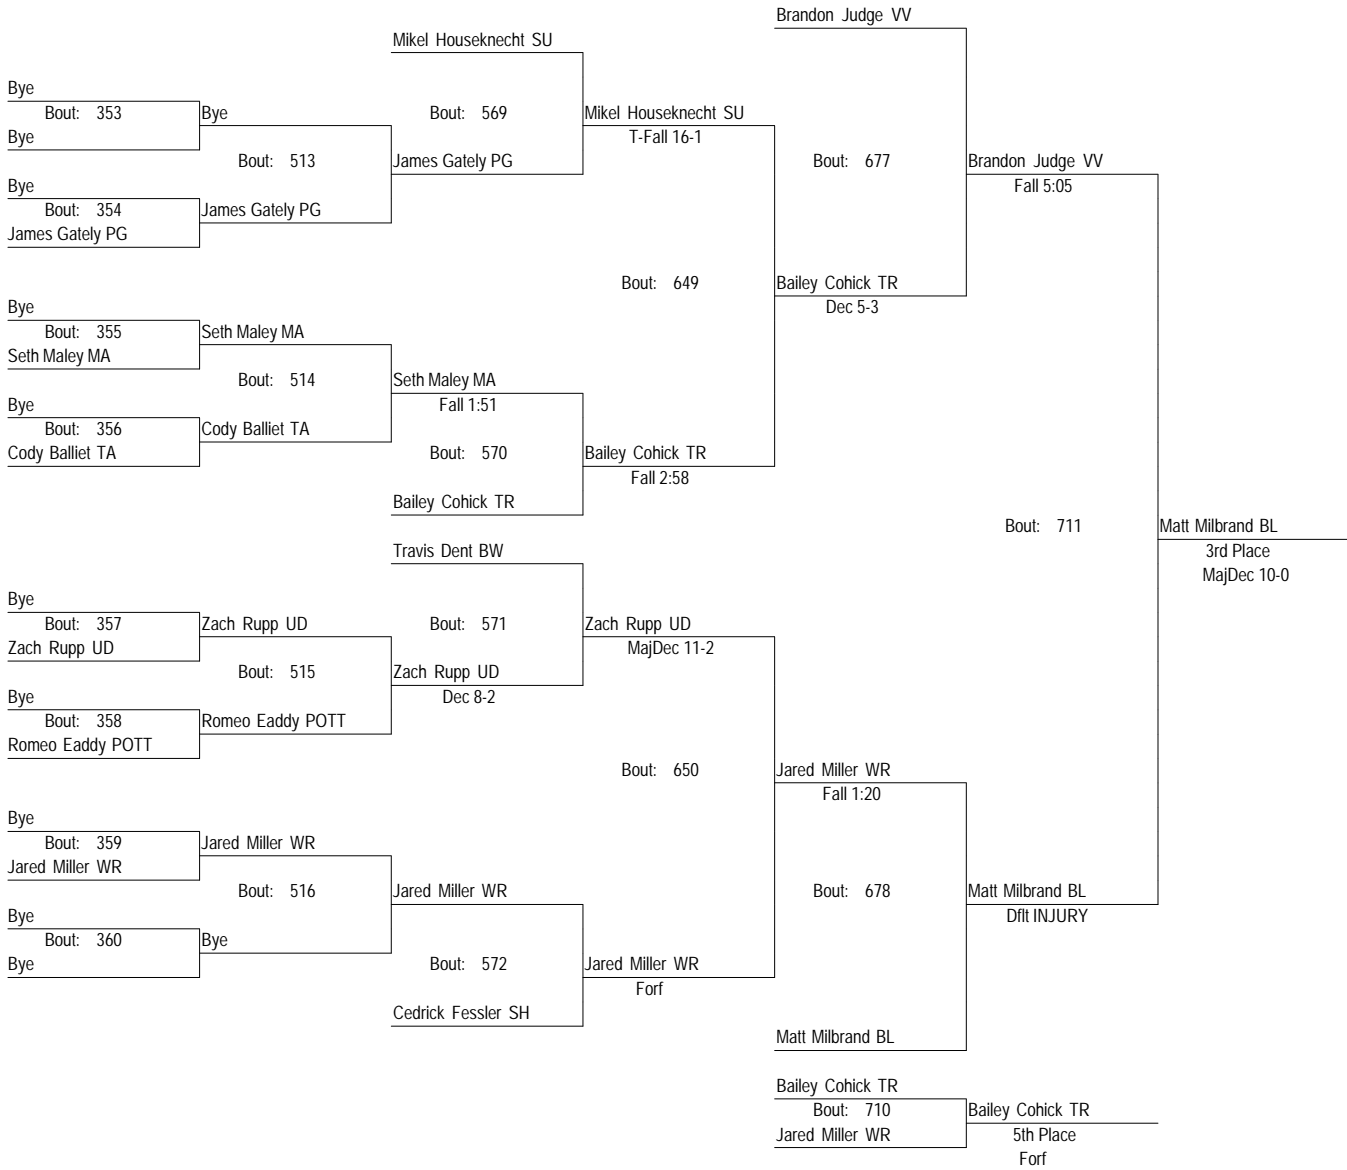 Brandon Judge VV
Mikel Houseknecht SU
Bye
Bout: 353
Bye
Bout: 569
Mikel Houseknecht SU
T-Fall 16-1
Bye
Bout: 513
James Gately PG
Bout: 677
Brandon Judge VV
Fall 5:05
Bye
Bout: 354
James Gately PG
James Gately PG
Bout: 649
Bailey Cohick TR
Dec 5-3
Bye
Bout: 355
Seth Maley MA
Seth Maley MA
Bout: 514
Seth Maley MA
Fall 1:51
Bye
Bout: 356
Cody Balliet TA
Cody Balliet TA
Bout: 570
Bailey Cohick TR
Fall 2:58
Bailey Cohick TR
Bout: 711
Matt Milbrand BL
3rd Place
MajDec 10-0
Travis Dent BW
Bye
Bout: 357
Zach Rupp UD
Bout: 571
Zach Rupp UD
MajDec 11-2
Zach Rupp UD
Bout: 515
Zach Rupp UD
Dec 8-2
Bye
Bout: 358
Romeo Eaddy POTT
Romeo Eaddy POTT
Bout: 650
Jared Miller WR
Fall 1:20
Bye
Bout: 359
Jared Miller WR
Jared Miller WR
Bout: 516
Jared Miller WR
Bout: 678
Matt Milbrand BL
Dflt INJURY
Bye
Bout: 360
Bye
Bye
Bout: 572
Jared Miller WR
Forf
Cedrick Fessler SH
Matt Milbrand BL
Bailey Cohick TR
Bout: 710
Bailey Cohick TR
Jared Miller WR
5th Place
Forf